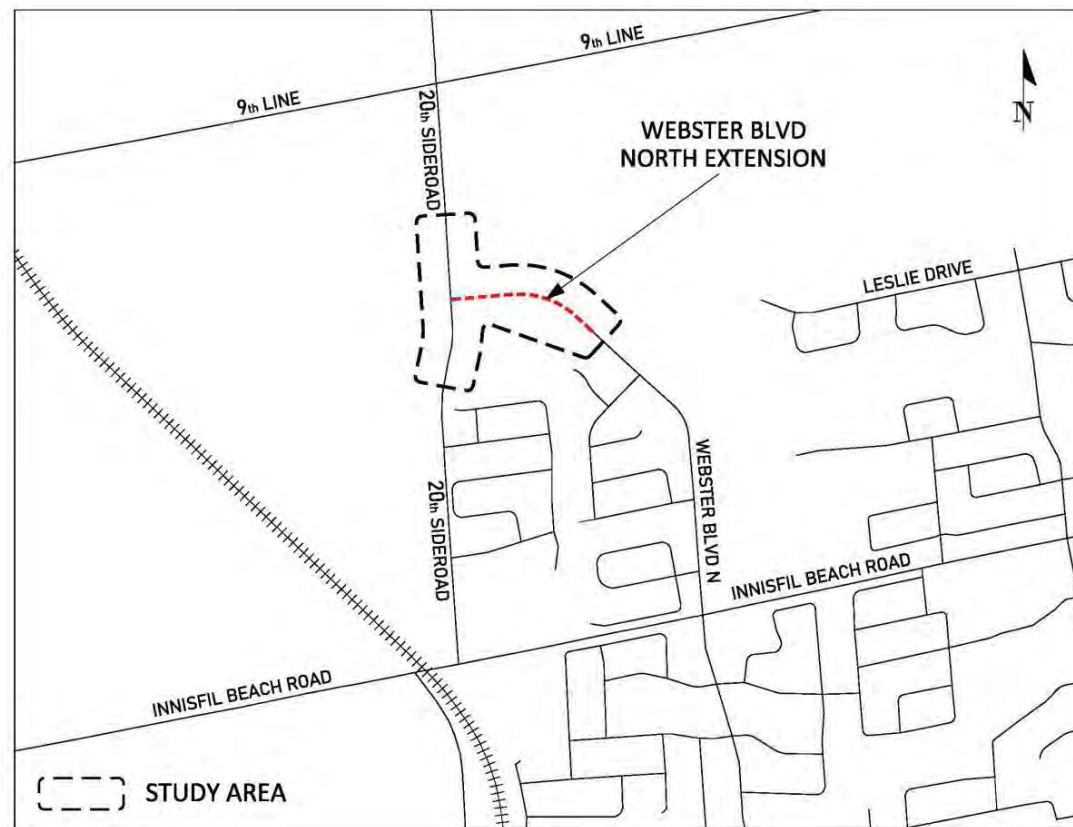 9th LINE
9th LINE
20th SIDEROAD
N
WEBSTER BLVD
NORTH EXTENSION
LESLIE DRIVE
20th SIDEROAD
WEBSTER BLVD N
INNISFIL BEACH ROAD
INNISFIL BEACH ROAD
STUDY AREA